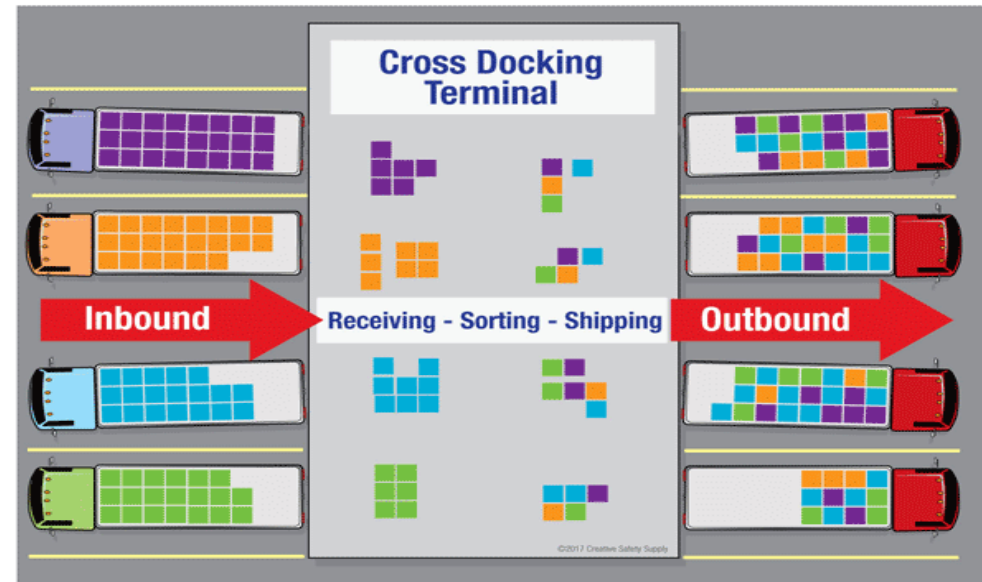 Cross Docking
Terminal
Inbound
Receiving - Sorting - Shipping
Outbound
©2017 Creative Safety Supply